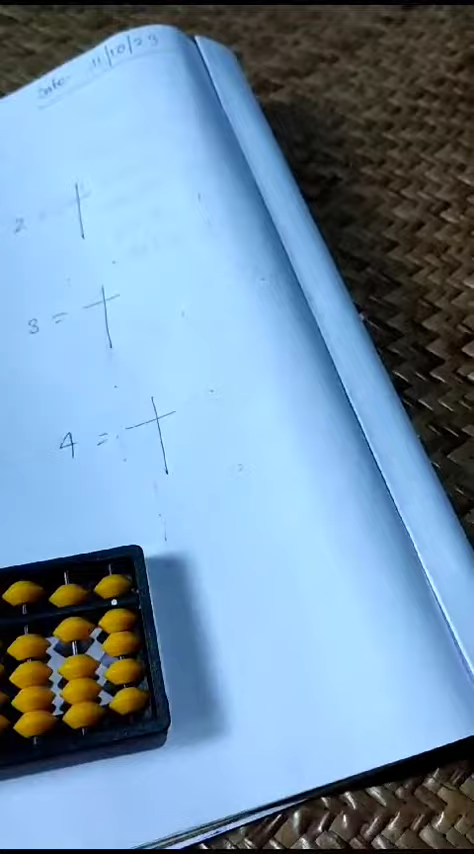 Date- 11/10/23
2 =
3 =
4 =